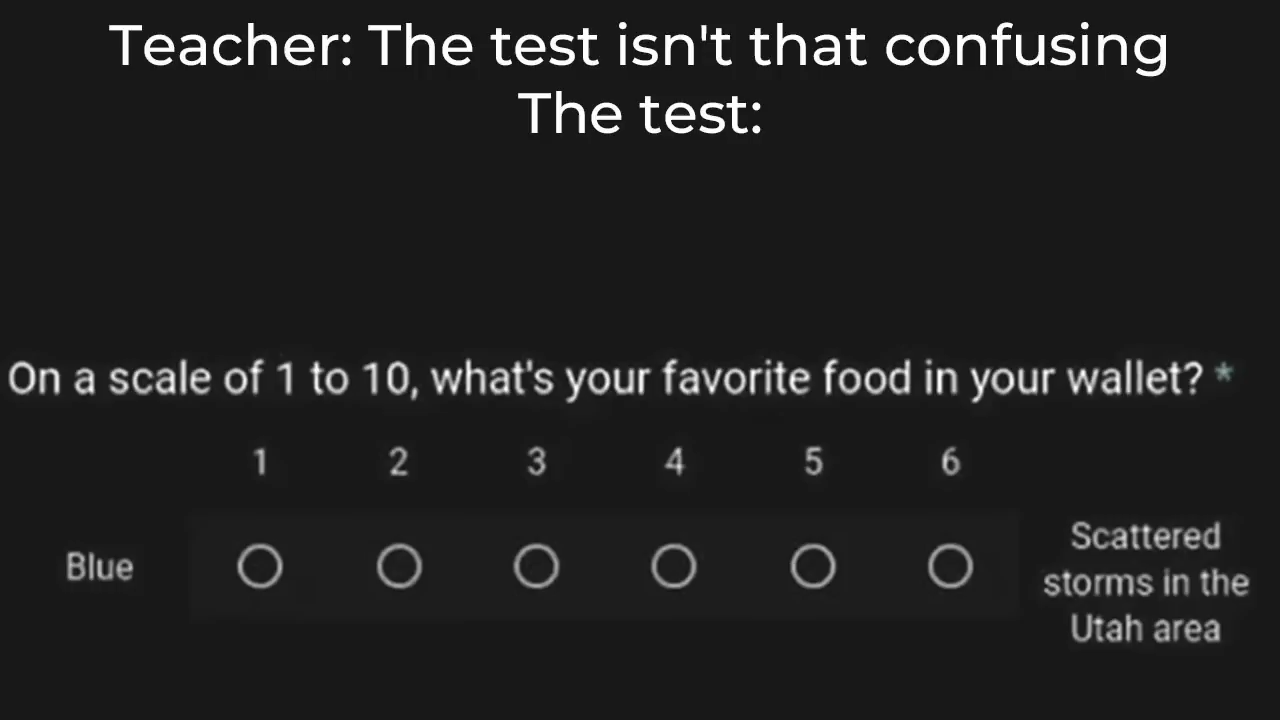 Teacher: The test isn't that confusing
The test:
On a scale of 1 to 10, what's your favorite food in your wallet? *
1 2 3 4 5 6
Blue
Scattered
storms in the
Utah area